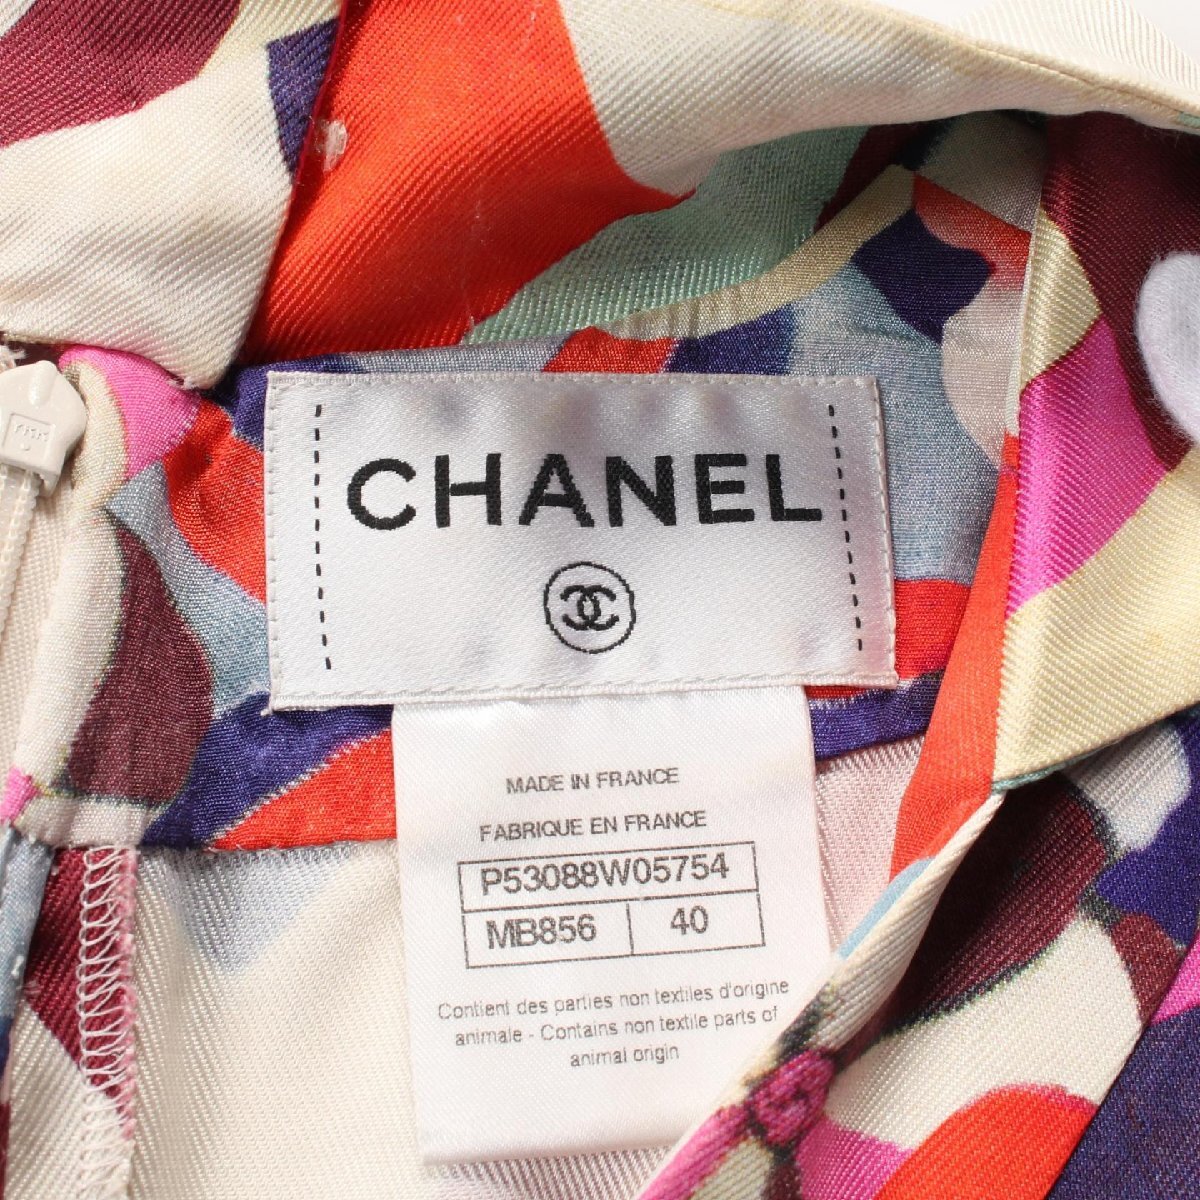 CHANEL
MADE IN FRANCE
FABRIQUE EN FRANCE
P53088W05754
MB856 40
Contient des parties non textiles d'origine
animale - Contains non textile parts of
animal origin